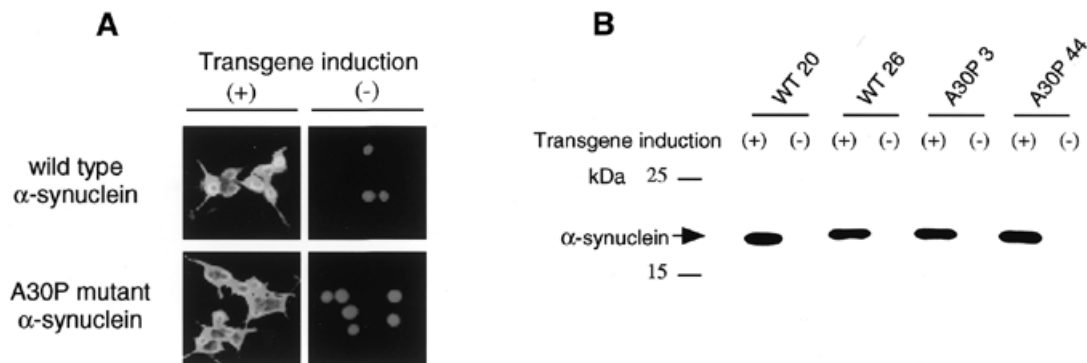 A
Transgene induction
(+) (-)
wild type
α-synuclein
A30P mutant
α-synuclein
B
WT 20 WT 26 A30P 3 A30P 44
Transgene induction (+) (-) (+) (-) (+) (-) (+) (-)
kDa 25
α-synuclein
15